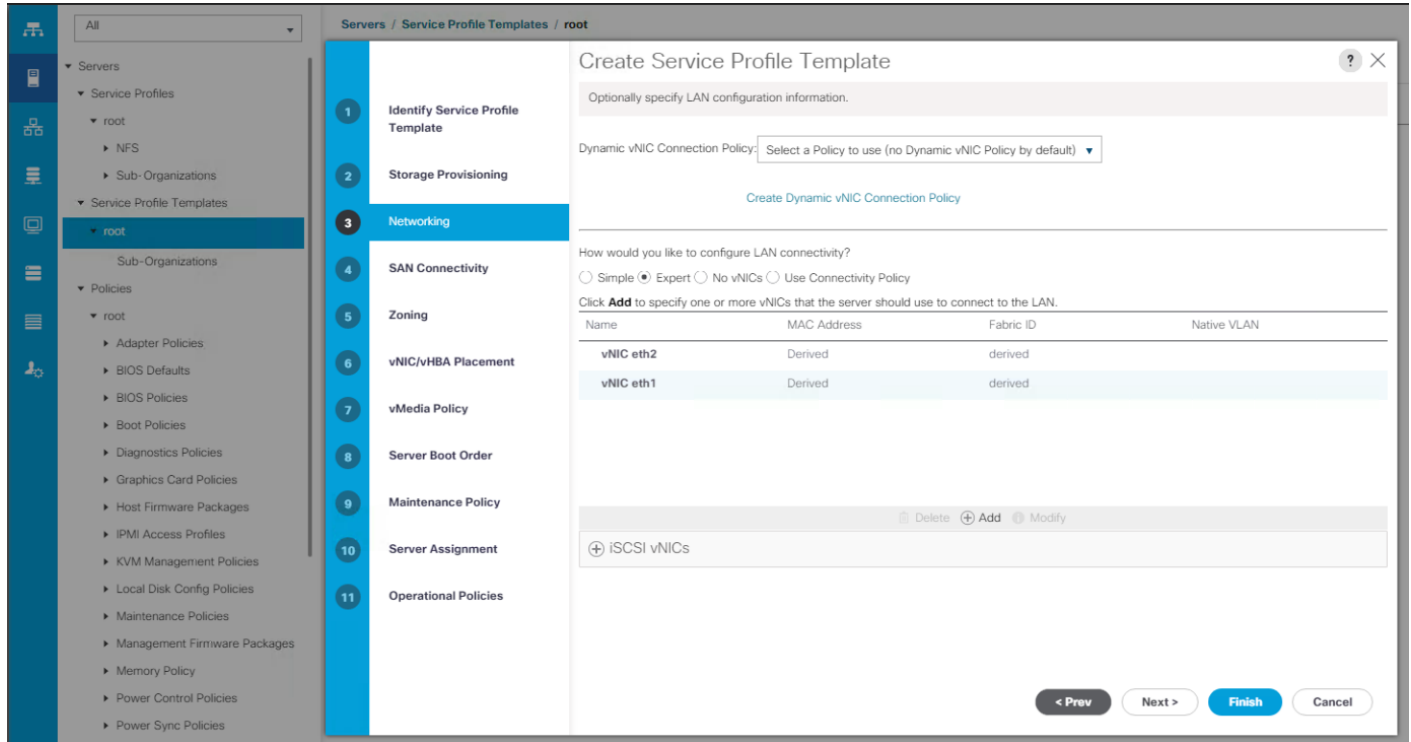 All
Servers
Service Profiles
root
NFS
Sub-Organizations
Service Profile Templates
root
Sub-Organizations
Policies
root
Adapter Policies
BIOS Defaults
BIOS Policies
Boot Policies
Diagnostics Policies
Graphics Card Policies
Host Firmware Packages
IPMI Access Profiles
KVM Management Policies
Local Disk Config Policies
Maintenance Policies
Management Firmware Packages
Memory Policy
Power Control Policies
Power Sync Policies
Servers / Service Profile Templates / root
1 Identify Service Profile
Template
2 Storage Provisioning
3 Networking
4 SAN Connectivity
5 Zoning
6 vNIC/vHBA Placement
7 vMedia Policy
8 Server Boot Order
9 Maintenance Policy
10 Server Assignment
11 Operational Policies
Create Service Profile Template
? ×
Optionally specify LAN configuration information.
Dynamic vNIC Connection Policy: Select a Policy to use (no Dynamic vNIC Policy by default)
Create Dynamic vNIC Connection Policy
How would you like to configure LAN connectivity?
Simple Expert No vNICs Use Connectivity Policy
Click Add to specify one or more vNICs that the server should use to connect to the LAN.
Name MAC Address Fabric ID Native VLAN
vNIC eth2 Derived derived
vNIC eth1 Derived derived
Delete Add Modify
iSCSI vNICs
< Prev Next > Finish Cancel